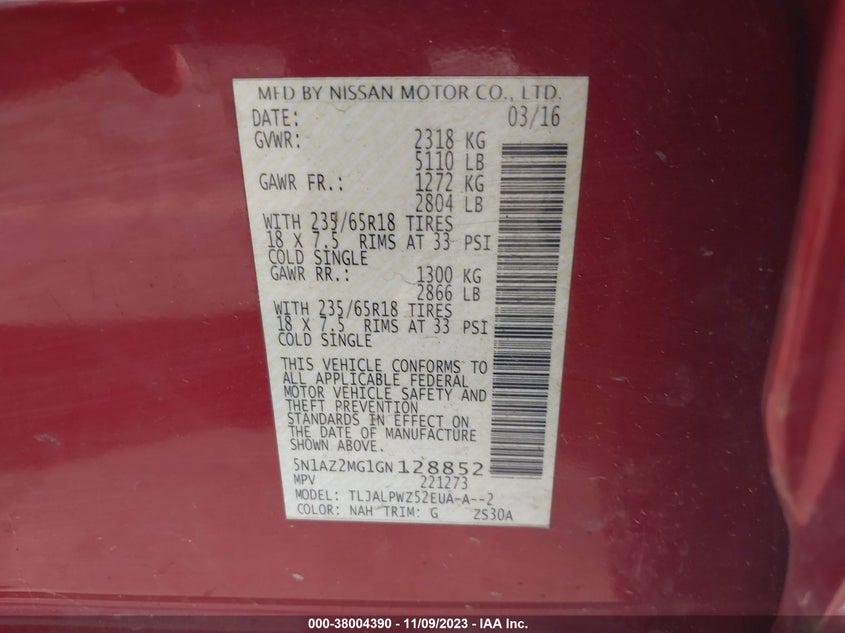 MFD BY NISSAN MOTOR CO., LTD.
DATE: 03/16
GVWR: 2318 KG
5110 LB
GAWR FR.: 1272 KG
2804 LB
WITH 235/65R18 TIRES
18 X 7.5 RIMS AT 33 PSI
COLD SINGLE
GAWR RR.: 1300 KG
2866 LB
WITH 235/65R18 TIRES
18 X 7.5 RIMS AT 33 PSI
COLD SINGLE
THIS VEHICLE CONFORMS TO
ALL APPLICABLE FEDERAL
MOTOR VEHICLE SAFETY AND
THEFT PREVENTION
STANDARDS IN EFFECT ON
THE DATE OF MANUFACTURE
SHOWN ABOVE.
5N1AZ2MG1GN128852
MPV 221273
MODEL: TLJALPWZ52EUA-A--2
COLOR: NAH TRIM: G ZS30A
000-38004390 - 11/09/2023 - IAA Inc.